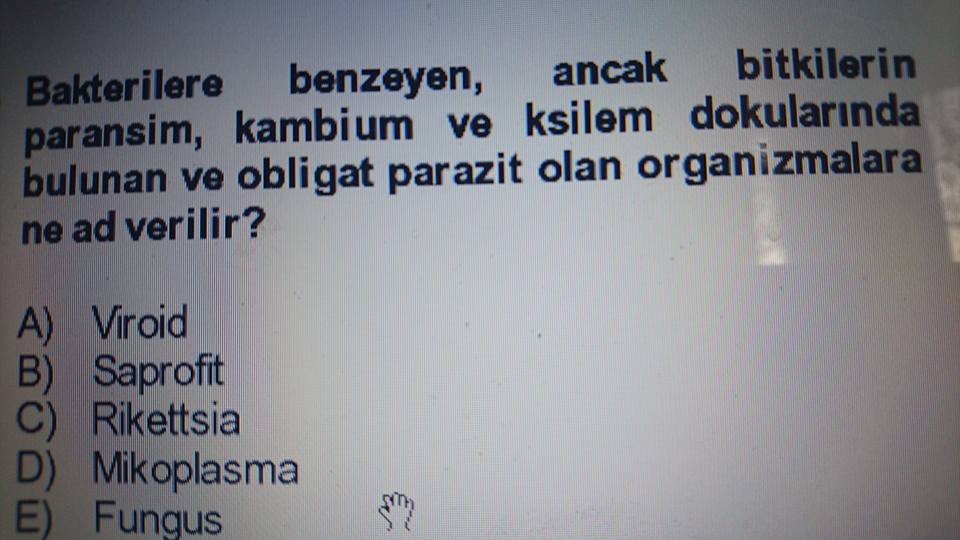 Bakterilere benzeyen, ancak bitkilerin
paransim, kambium ve ksilem dokularında
bulunan ve obligat parazit olan organizmalara
ne ad verilir?
A) Viroid
B) Saprofit
C) Rikettsia
D) Mikoplasma
E) Fungus